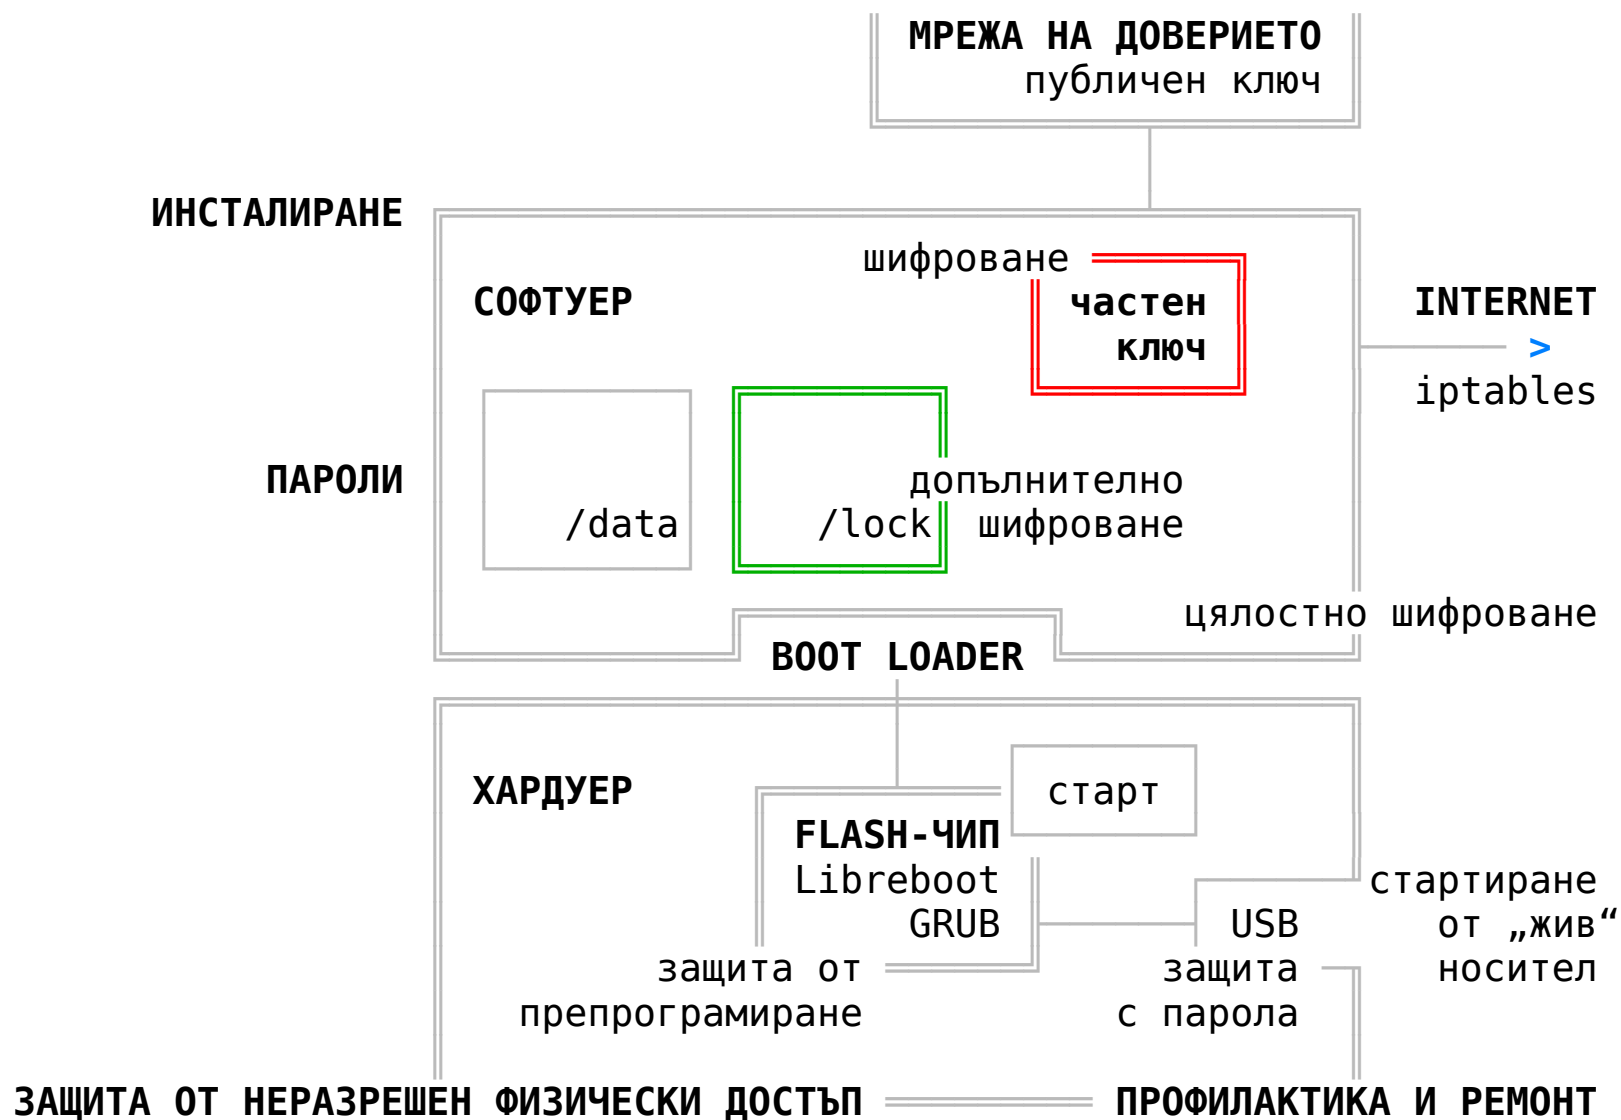 МРЕЖА НА ДОВЕРИЕТО
публичен ключ
ИНСТАЛИРАНЕ
шифроване
СОФТУЕР
частен
ключ
INTERNET
>
iptables
ПАРОЛИ
/data
/lock
допълнително
шифроване
цялостно шифроване
BOOT LOADER
ХАРДУЕР
старт
FLASH-ЧИП
Libreboot
GRUB
USB
стартиране
от „жив“
носител
защита от
препрограмиране
защита
с парола
ЗАЩИТА ОТ НЕРАЗРЕШЕН ФИЗИЧЕСКИ ДОСТЪП
ПРОФИЛАКТИКА И РЕМОНТ